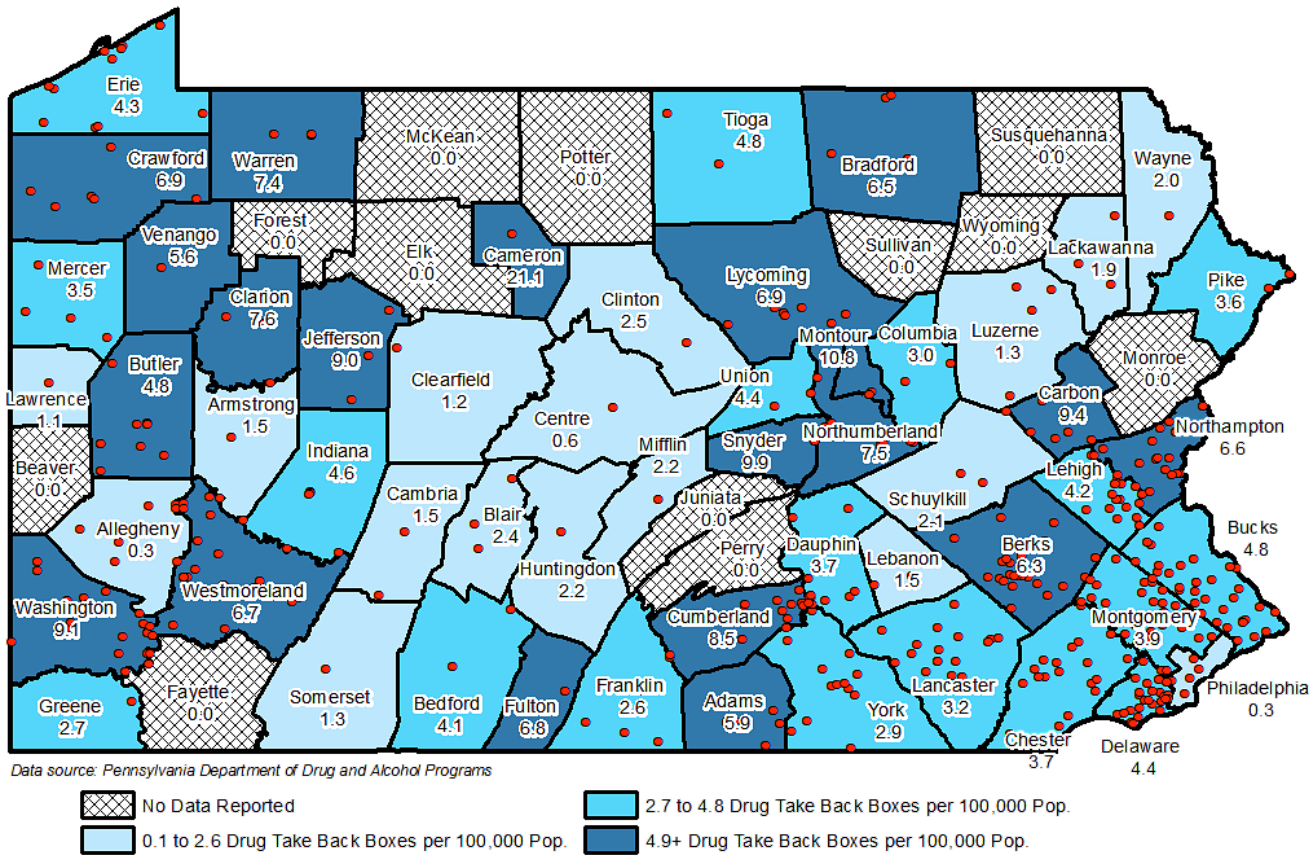 Erie
4.3
Crawford
6.9
Warren
7.4
McKean
0.0
Potter
0.0
Tioga
4.8
Bradford
6.5
Susquehanna
0.0
Wayne
2.0
Forest
0.0
Venango
5.6
Elk
0.0
Cameron
21.1
Sullivan
0.0
Wyoming
0.0
Lackawanna
1.9
Mercer
3.5
Clarion
7.6
Jefferson
9.0
Clinton
2.5
Lycoming
6.9
Montour
10.8
Columbia
3.0
Luzerne
1.3
Pike
3.6
Lawrence
1.1
Butler
4.8
Armstrong
1.5
Clearfield
1.2
Centre
0.6
Union
4.4
Monroe
0.0
Carbon
9.4
Beaver
0.0
Indiana
4.6
Mifflin
2.2
Snyder
9.9
Northumberland
7.5
Northampton
6.6
Allegheny
0.3
Cambria
1.5
Blair
2.4
Huntingdon
2.2
Juniata
0.0
Perry
0.0
Dauphin
3.7
Schuylkill
2.1
Lehigh
4.2
Lebanon
1.5
Berks
6.3
Bucks
4.8
Washington
9.1
Westmoreland
6.7
Cumberland
8.5
Montgomery
3.9
Greene
2.7
Fayette
0.0
Somerset
1.3
Bedford
4.1
Fulton
6.8
Franklin
2.6
Adams
5.9
York
2.9
Lancaster
3.2
Chester
3.7
Delaware
4.4
Philadelphia
0.3
Data source: Pennsylvania Department of Drug and Alcohol Programs
No Data Reported
2.7 to 4.8 Drug Take Back Boxes per 100,000 Pop.
0.1 to 2.6 Drug Take Back Boxes per 100,000 Pop.
4.9+ Drug Take Back Boxes per 100,000 Pop.